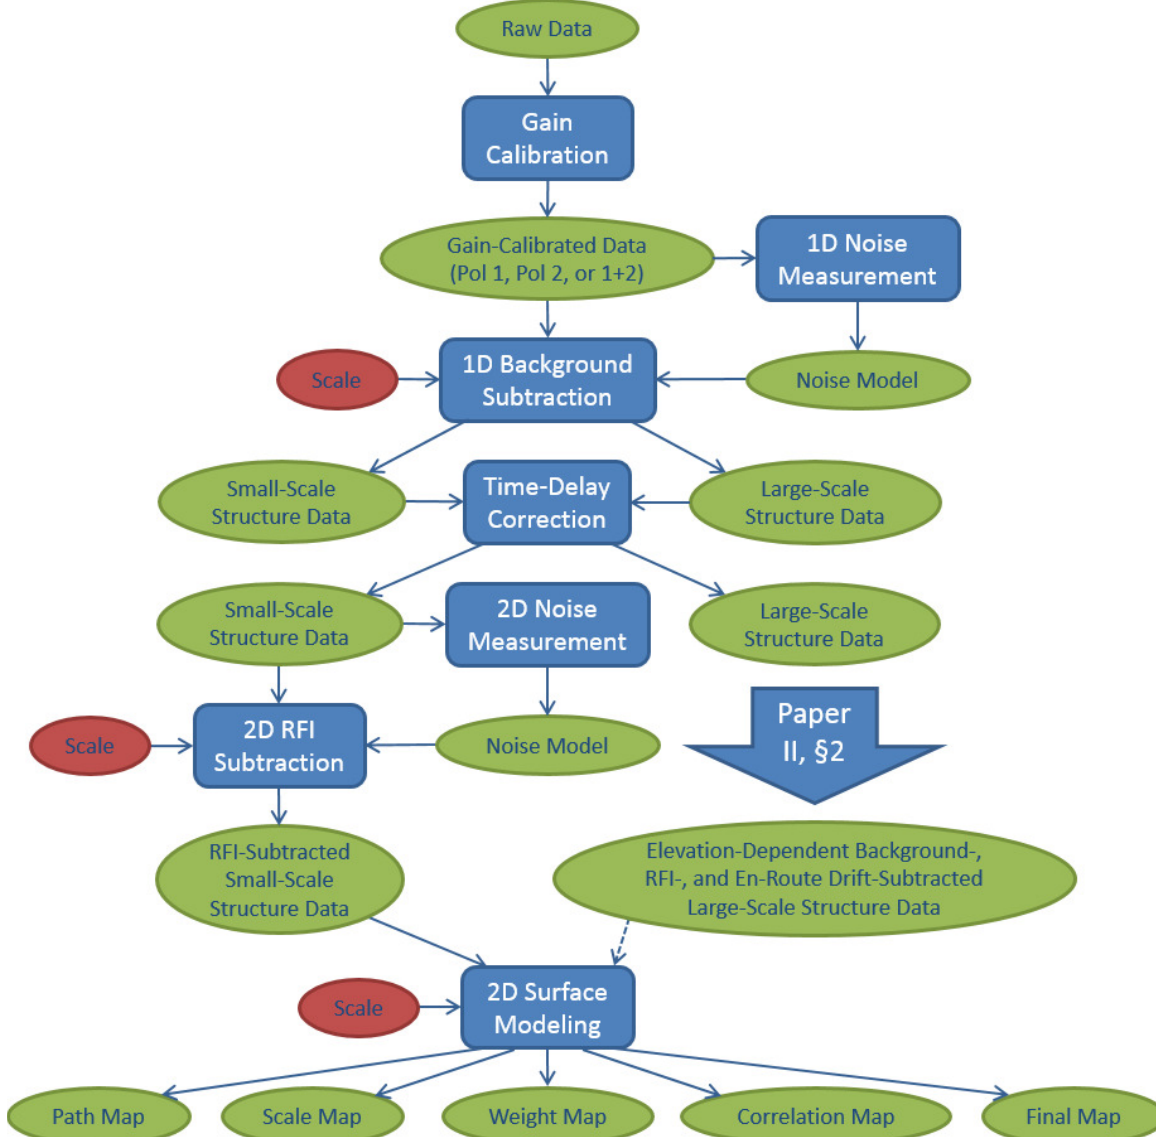 Raw Data
Gain
Calibration
Gain-Calibrated Data
(Pol 1, Pol 2, or 1+2)
1D Noise
Measurement
Scale
1D Background
Subtraction
Noise Model
Small-Scale
Structure Data
Time-Delay
Correction
Large-Scale
Structure Data
Small-Scale
Structure Data
2D Noise
Measurement
Large-Scale
Structure Data
Scale
2D RFI
Subtraction
Noise Model
Paper
II, §2
RFI-Subtracted
Small-Scale
Structure Data
Elevation-Dependent Background-,
RFI-, and En-Route Drift-Subtracted
Large-Scale Structure Data
Scale
2D Surface
Modeling
Path Map
Scale Map
Weight Map
Correlation Map
Final Map